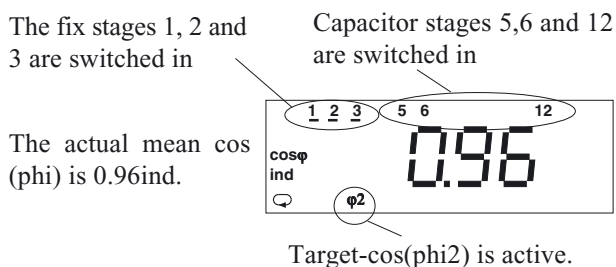 The fix stages 1, 2 and
3 are switched in
Capacitor stages 5,6 and 12
are switched in
1 2 3 5 6 12
The actual mean cos
(phi) is 0.96ind.
cosφ
ind
0.96
φ2
Target-cos(phi2) is active.